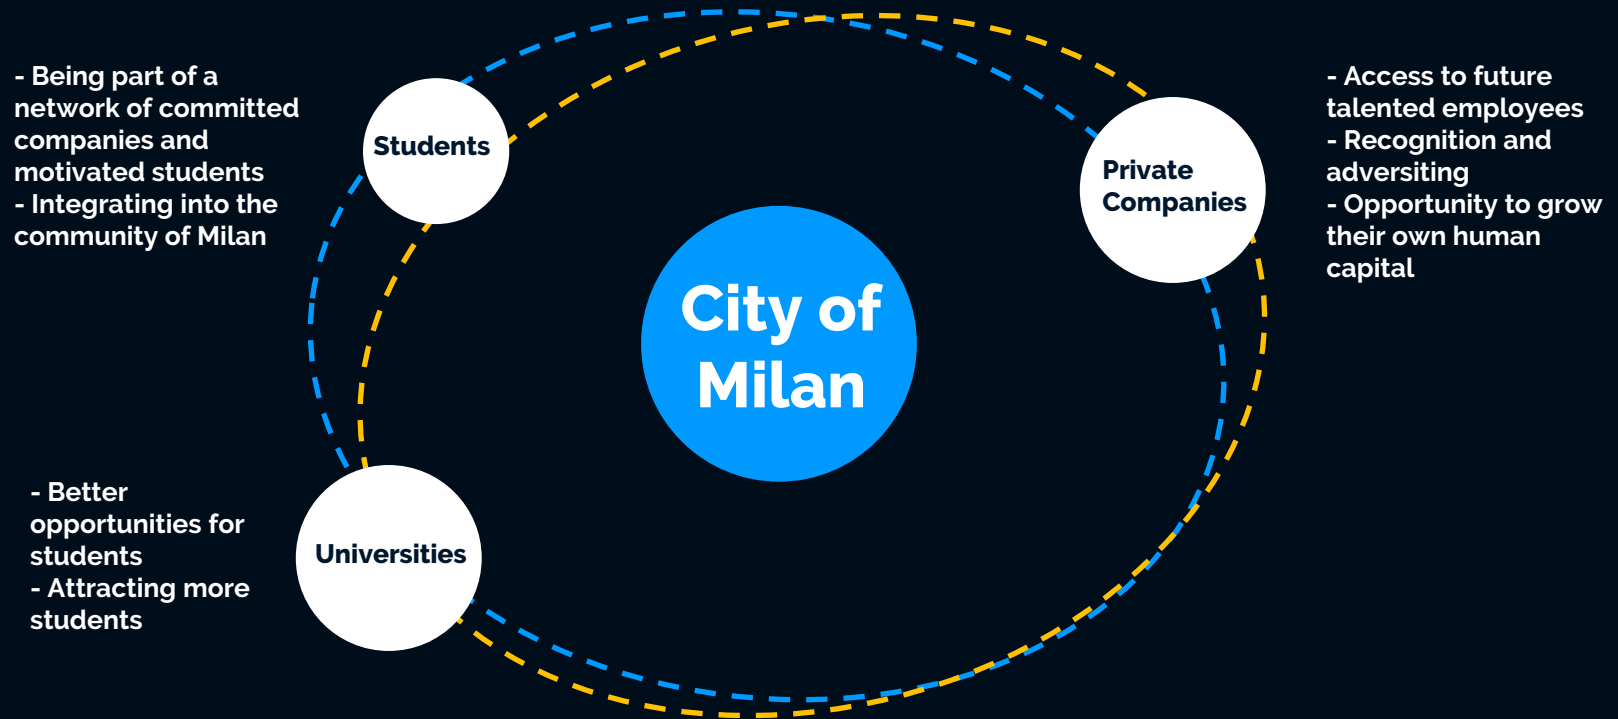 - Being part of a
network of committed
companies and
motivated students
- Integrating into the
community of Milan
Students
Private
Companies
- Access to future
talented employees
- Recognition and
adversiting
- Opportunity to grow
their own human
capital
City of
Milan
- Better
opportunities for
students
- Attracting more
students
Universities